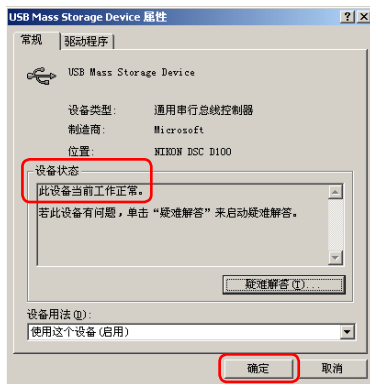 USB Mass Storage Device 属性
常规
驱动程序
USB Mass Storage Device
设备类型: 通用串行总线控制器
制造商: Microsoft
位置: NIKON DSC D100
设备状态
此设备当前工作正常。
若此设备有问题，单击“疑难解答”来启动疑难解答。
疑难解答(T)...
设备用法(D):
使用这个设备(启用)
确定 取消